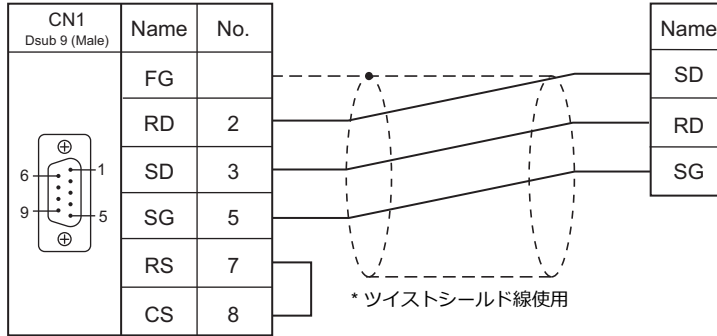 CN1
Dsub 9 (Male)
Name No.
Name
FG
SD
RD 2
RD
SD 3
SG
SG 5
RS 7
CS 8
6
1
9
5
* ツイストシールド線使用